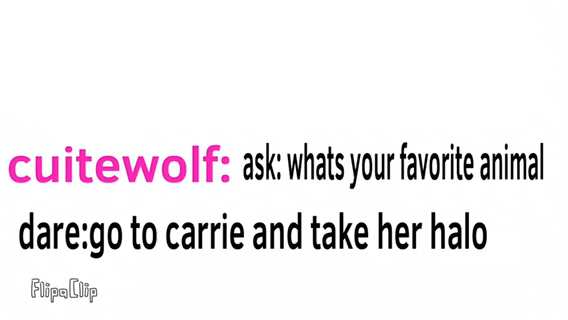 cuitewolf: ask: whats your favorite animal
dare:go to carrie and take her halo
FlipaClip